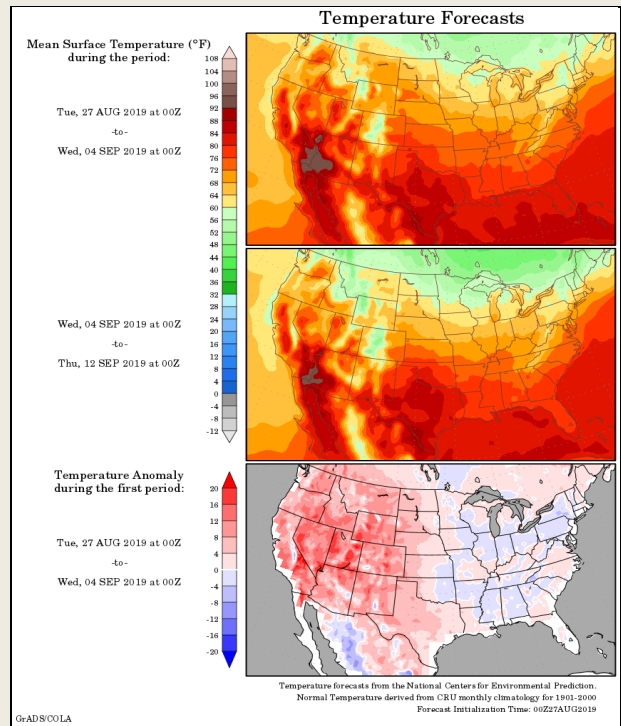 Temperature Forecasts
Mean Surface Temperature (°F)
during the period:
Tue, 27 AUG 2019 at 00Z
-to-
Wed, 04 SEP 2019 at 00Z
108
104
100
96
92
88
84
80
76
72
68
64
60
56
52
48
44
40
36
32
28
24
20
16
12
8
4
0
-4
-8
-12
Wed, 04 SEP 2019 at 00Z
-to-
Thu, 12 SEP 2019 at 00Z
Temperature Anomaly
during the first period:
Tue, 27 AUG 2019 at 00Z
-to-
Wed, 04 SEP 2019 at 00Z
20
16
12
8
4
0
-4
-8
-12
-16
-20
Temperature forecasts from the National Centers for Environmental Prediction.
Normal Temperature derived from CRU monthly climatology for 1901-2000
Forecast Initialization Time: 00Z27AUG2019
GrADS/COLA